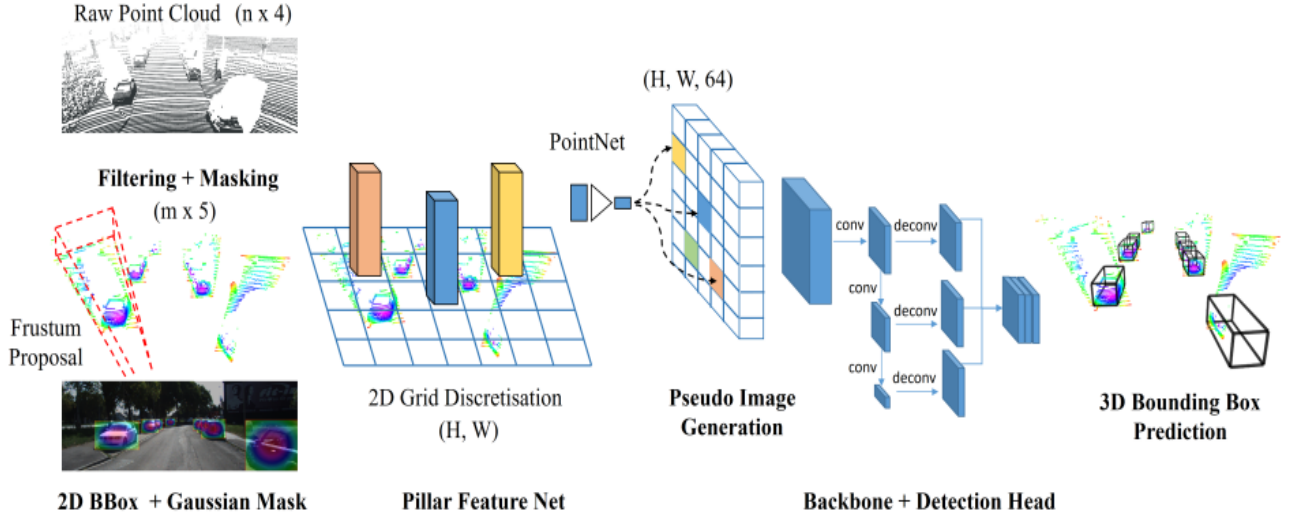 Raw Point Cloud (n x 4)
Filtering + Masking
(m x 5)
Frustum
Proposal
2D BBox + Gaussian Mask
2D Grid Discretisation
(H, W)
Pillar Feature Net
PointNet
(H, W, 64)
Pseudo Image
Generation
conv
deconv
conv
deconv
conv
deconv
Backbone + Detection Head
3D Bounding Box
Prediction